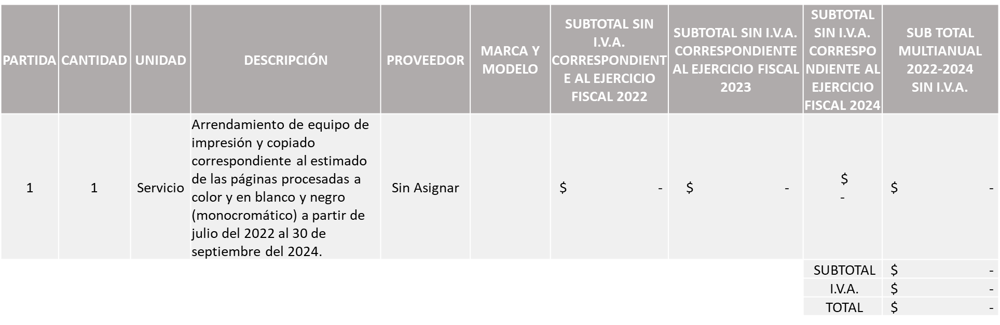 PARTIDA
CANTIDAD
UNIDAD
DESCRIPCIÓN
PROVEEDOR
MARCA Y
MODELO
SUBTOTAL SIN
I.V.A.
CORRESPONDIENT
E AL EJERCICIO
FISCAL 2022
SUBTOTAL SIN I.V.A.
CORRESPONDIENTE
AL EJERCICIO FISCAL
2023
SUBTOTAL
SIN I.V.A.
CORRESPO
NDIENTE AL
EJERCICIO
FISCAL 2024
SUB TOTAL
MULTIANUAL
2022-2024
SIN I.V.A.
1
1
Servicio
Arrendamiento de equipo de
impresión y copiado
correspondiente al estimado
de las páginas procesadas a
color y en blanco y negro
(monocromático) a partir de
julio del 2022 al 30 de
septiembre del 2024.
Sin Asignar
$ -
$ -
$
-
$ -
SUBTOTAL $ -
I.V.A. $ -
TOTAL $ -